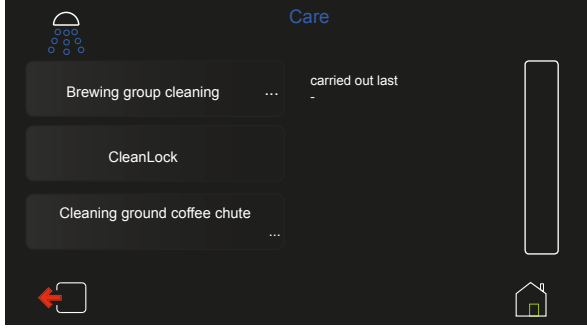 Care
Brewing group cleaning ...
carried out last
-
CleanLock
Cleaning ground coffee chute
...